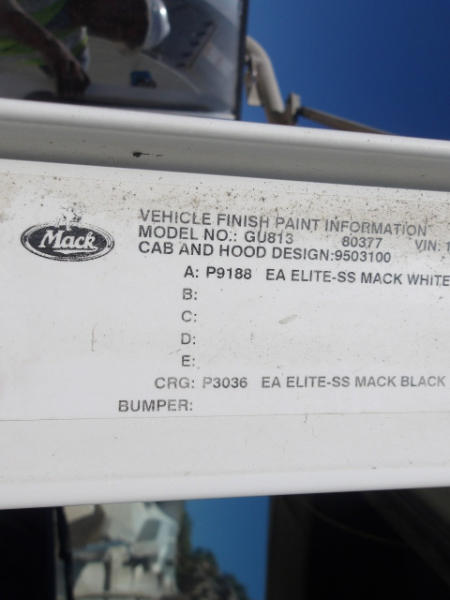 Mack
VEHICLE FINISH PAINT INFORMATION
MODEL NO.: GU813 80377 VIN: 1
CAB AND HOOD DESIGN:9503100
A: P9188 EA ELITE-SS MACK WHITE
B:
C:
D:
E:
CRG: P3036 EA ELITE-SS MACK BLACK
BUMPER: